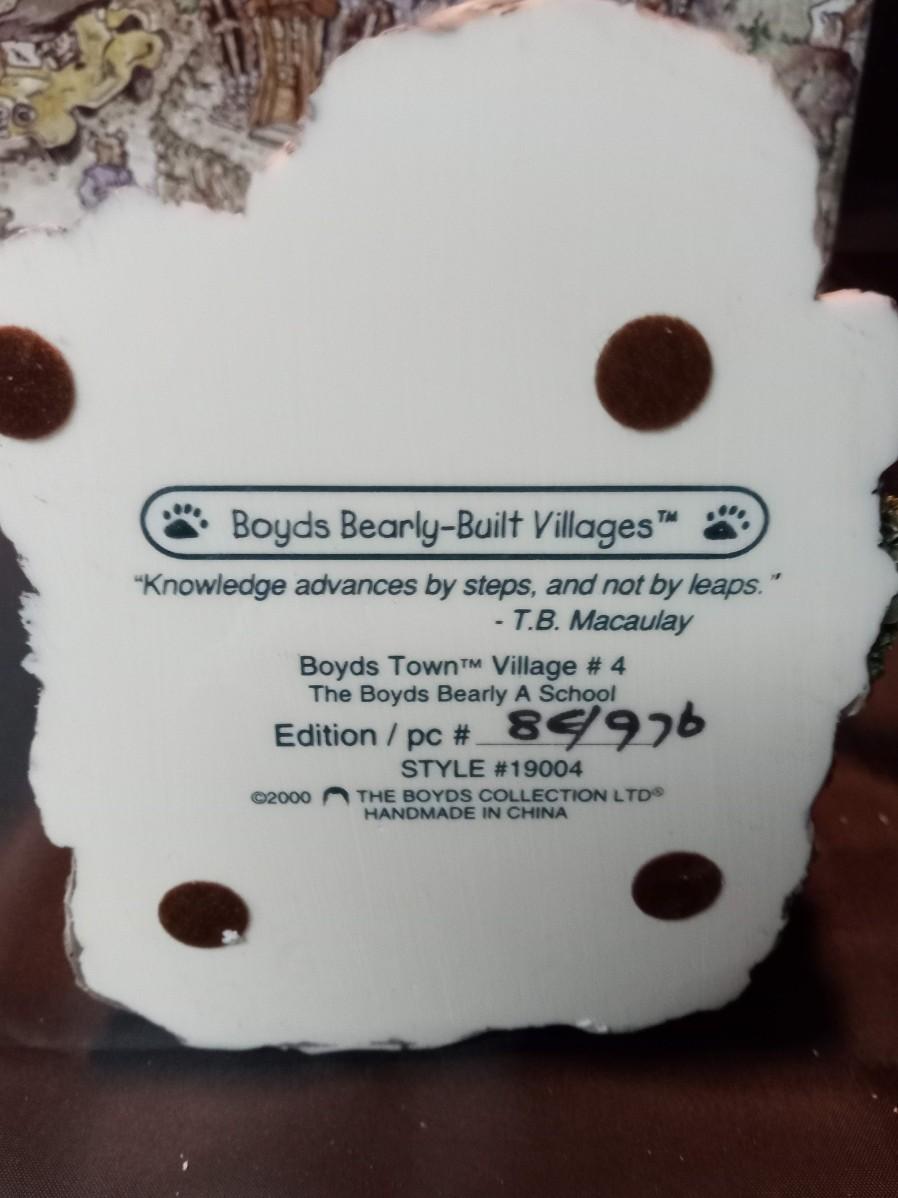 Boyds Bearly-Built Villages™
"Knowledge advances by steps, and not by leaps."
- T.B. Macaulay
Boyds Town™ Village # 4
The Boyds Bearly A School
Edition / pc # 8E/976
STYLE #19004
©2000 THE BOYDS COLLECTION LTD®
HANDMADE IN CHINA